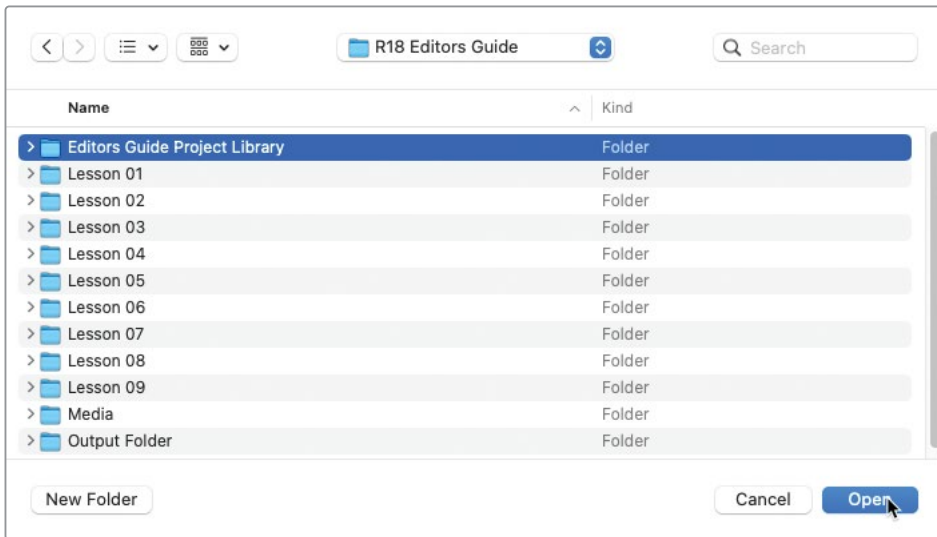 R18 Editors Guide
Search
Name Kind
Editors Guide Project Library Folder
Lesson 01 Folder
Lesson 02 Folder
Lesson 03 Folder
Lesson 04 Folder
Lesson 05 Folder
Lesson 06 Folder
Lesson 07 Folder
Lesson 08 Folder
Lesson 09 Folder
Media Folder
Output Folder Folder
New Folder Cancel Open